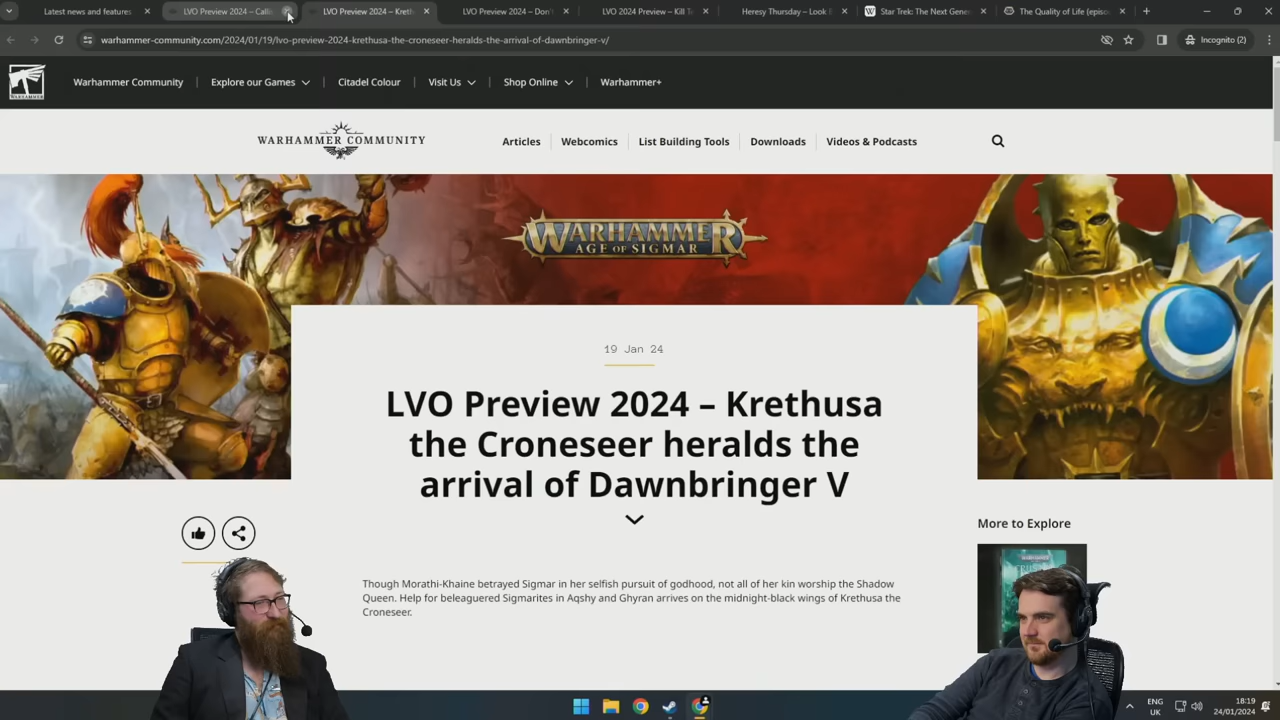 Latest news and features
LVO Preview 2024 – Calli
LVO Preview 2024 – Kreth
LVO Preview 2024 – Don'
LVO 2024 Preview – Kill T
Heresy Thursday – Look B
Star Trek: The Next Gener
The Quality of Life (episo
warhammer-community.com/2024/01/19/lvo-preview-2024-krethusa-the-croneseer-heralds-the-arrival-of-dawnbringer-v/
Incognito (2)
WARHAMMER
Warhammer Community
Explore our Games
Citadel Colour
Visit Us
Shop Online
Warhammer+
WARHAMMER COMMUNITY
Articles
Webcomics
List Building Tools
Downloads
Videos & Podcasts
WARHAMMER
AGE OF SIGMAR
19 Jan 24
LVO Preview 2024 – Krethusa
the Croneseer heralds the
arrival of Dawnbringer V
More to Explore
Though Morathi-Khaine betrayed Sigmar in her selfish pursuit of godhood, not all of her kin worship the Shadow
Queen. Help for beleaguered Sigmarites in Aqshy and Ghyran arrives on the midnight-black wings of Krethusa the
Croneseer.
ENG
UK
18:19
24/01/2024